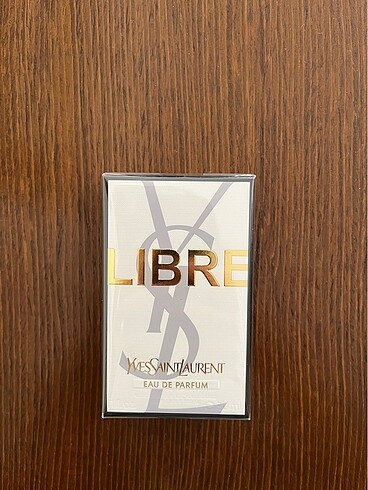 LIBRE
YVES SAINT LAURENT
EAU DE PARFUM